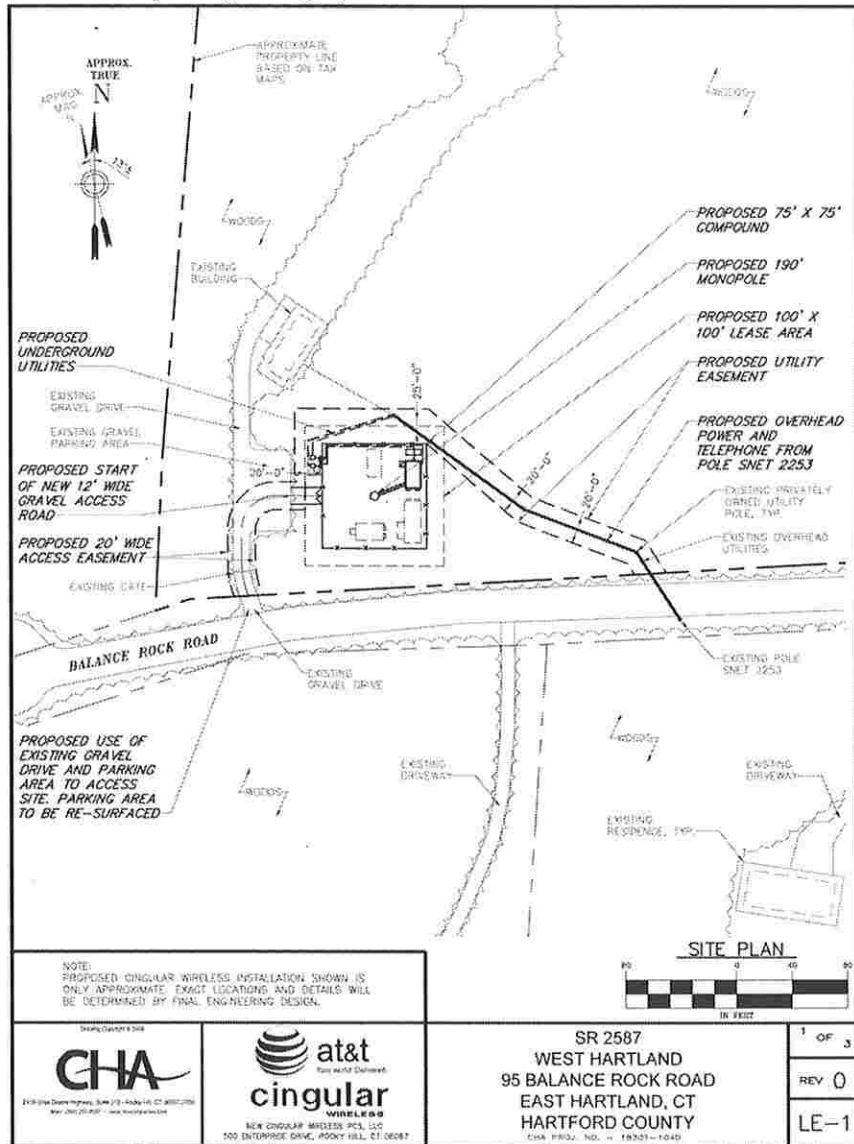 APPROXIMATE
PROPERTY LINE
BASED ON TAX
MAPS
APPROX.
TRUE
N
APPROX.
MAG.
N
WOODS
WOODS
EXISTING
BUILDING
PROPOSED 75' X 75'
COMPOUND
PROPOSED 190'
MONOPOLE
PROPOSED 100' X
100' LEASE AREA
PROPOSED UTILITY
EASEMENT
PROPOSED OVERHEAD
POWER AND
TELEPHONE FROM
POLE SNET 2253
EXISTING PRIVATELY
OWNED UTILITY
POLE, TYP.
EXISTING OVERHEAD
UTILITIES
PROPOSED
UNDERGROUND
UTILITIES
EXISTING
GRAVEL DRIVE
EXISTING GRAVEL
PARKING AREA
PROPOSED START
OF NEW 12' WIDE
GRAVEL ACCESS
ROAD
PROPOSED 20' WIDE
ACCESS EASEMENT
EXISTING GATE
25'-0"
20'-0"
20'-0"
20'-0"
BALANCE ROCK ROAD
EXISTING
GRAVEL DRIVE
EXISTING POLE
SNET
PROPOSED USE OF
EXISTING GRAVEL
DRIVE AND PARKING
AREA TO ACCESS
SITE. PARKING AREA
TO BE RE-SURFACED
WOODS
EXISTING
DRIVEWAY
WOODS
EXISTING
DRIVEWAY
EXISTING
RESIDENCE, TYP.
SITE PLAN
80 0 40 80
IN FEET
NOTE:
PROPOSED CINGULAR WIRELESS INSTALLATION SHOWN IS
ONLY APPROXIMATE. EXACT LOCATIONS AND DETAILS WILL
BE DETERMINED BY FINAL ENGINEERING DESIGN.
CHA
at&t
Your world. Delivered.
cingular
WIRELESS
NEW CINGULAR WIRELESS PCS, LLC
500 ENTERPRISE DRIVE, ROCKY HILL, CT 06067
SR 2587
WEST HARTLAND
95 BALANCE ROCK ROAD
EAST HARTLAND, CT
HARTFORD COUNTY
CHA PROJ. NO. -
1 OF 3
REV 0
LE-1